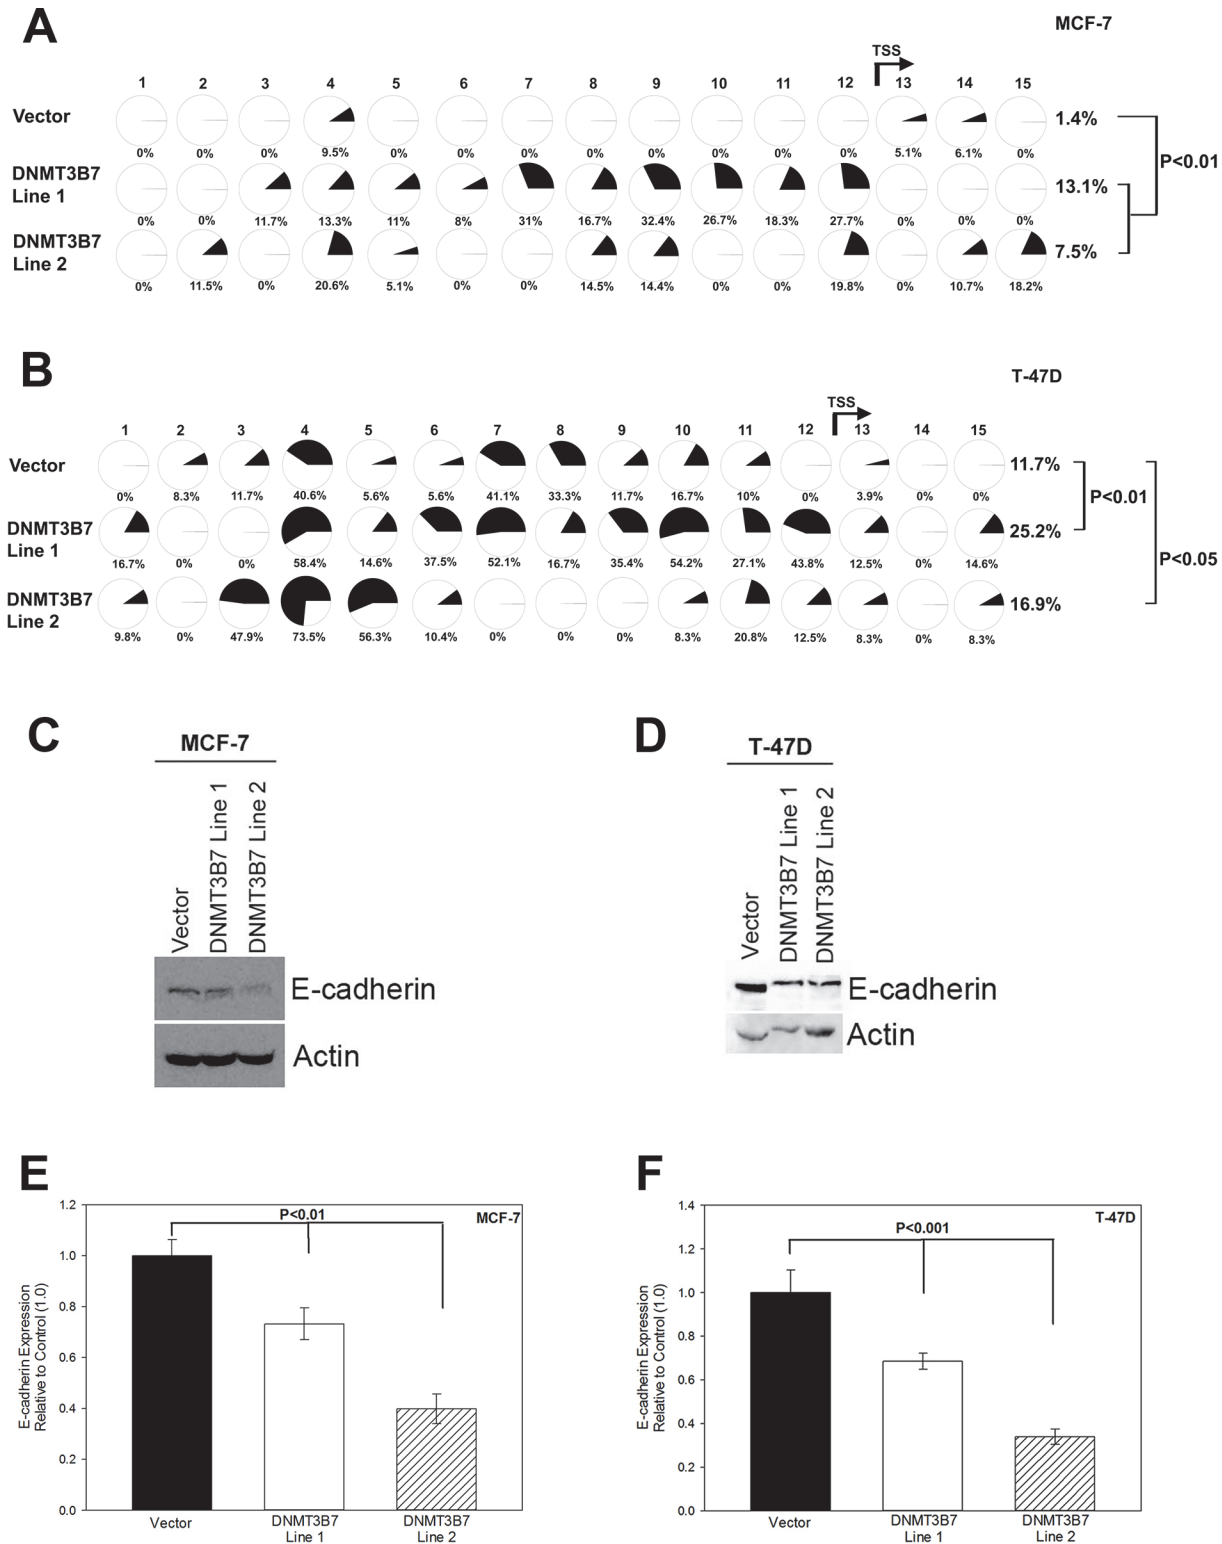 A
MCF-7
TSS
1 2 3 4 5 6 7 8 9 10 11 12 13 14 15
Vector
1.4%
0% 0% 0% 9.5% 0% 0% 0% 0% 0% 0% 0% 0% 5.1% 6.1% 0%
P<0.01
DNMT3B7
Line 1
13.1%
0% 0% 11.7% 13.3% 11% 8% 31% 16.7% 32.4% 26.7% 18.3% 27.7% 0% 0% 0%
DNMT3B7
Line 2
7.5%
0% 11.5% 0% 20.6% 5.1% 0% 0% 14.5% 14.4% 0% 0% 19.8% 0% 10.7% 18.2%
B
T-47D
TSS
1 2 3 4 5 6 7 8 9 10 11 12 13 14 15
Vector
11.7%
0% 8.3% 11.7% 40.6% 5.6% 5.6% 41.1% 33.3% 11.7% 16.7% 10% 0% 3.9% 0% 0%
P<0.01
DNMT3B7
Line 1
25.2%
16.7% 0% 0% 58.4% 14.6% 37.5% 52.1% 16.7% 35.4% 54.2% 27.1% 43.8% 12.5% 0% 14.6%
P<0.05
DNMT3B7
Line 2
16.9%
9.8% 0% 47.9% 73.5% 56.3% 10.4% 0% 0% 0% 8.3% 20.8% 12.5% 8.3% 0% 8.3%
C
MCF-7
Vector
DNMT3B7 Line 1
DNMT3B7 Line 2
E-cadherin
Actin
D
T-47D
Vector
DNMT3B7 Line 1
DNMT3B7 Line 2
E-cadherin
Actin
E
MCF-7
P<0.01
E-cadherin Expression
Relative to Control (1.0)
1.2
1.0
0.8
0.6
0.4
0.2
0.0
Vector
DNMT3B7
Line 1
DNMT3B7
Line 2
F
T-47D
P<0.001
E-cadherin Expression
Relative to Control (1.0)
1.4
1.2
1.0
0.8
0.6
0.4
0.2
0.0
Vector
DNMT3B7
Line 1
DNMT3B7
Line 2